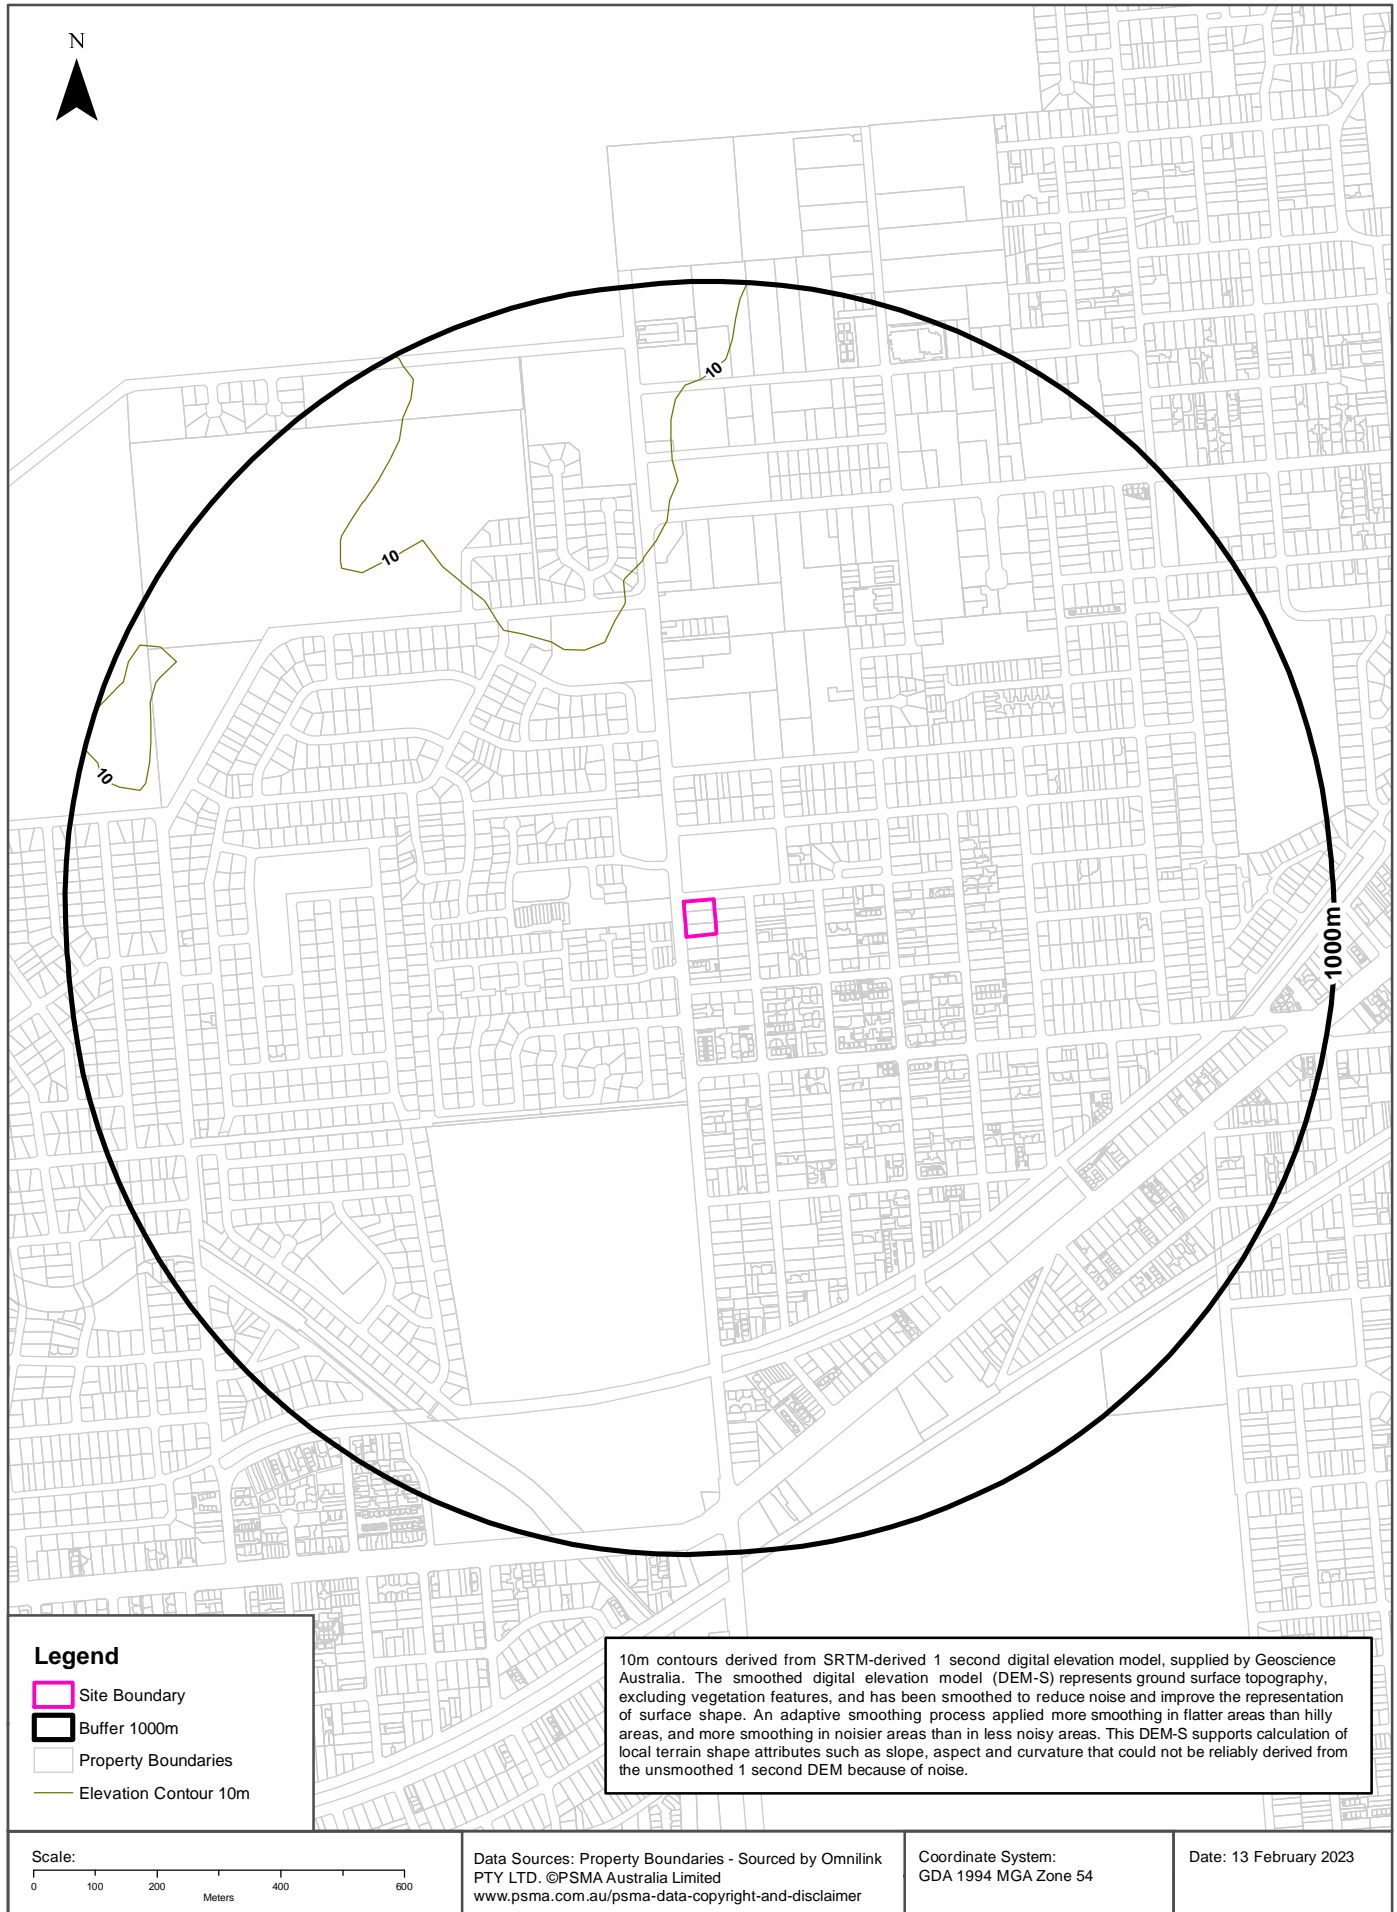 N
10
10
10
1000m
Legend
Site Boundary
Buffer 1000m
Property Boundaries
Elevation Contour 10m
10m contours derived from SRTM-derived 1 second digital elevation model, supplied by Geoscience
Australia. The smoothed digital elevation model (DEM-S) represents ground surface topography,
excluding vegetation features, and has been smoothed to reduce noise and improve the representation
of surface shape. An adaptive smoothing process applied more smoothing in flatter areas than hilly
areas, and more smoothing in noisier areas than in less noisy areas. This DEM-S supports calculation of
local terrain shape attributes such as slope, aspect and curvature that could not be reliably derived from
the unsmoothed 1 second DEM because of noise.
Scale:
0 100 200 400 600
Meters
Data Sources: Property Boundaries - Sourced by Omnilink
PTY LTD. ©PSMA Australia Limited
www.psma.com.au/psma-data-copyright-and-disclaimer
Coordinate System:
GDA 1994 MGA Zone 54
Date: 13 February 2023